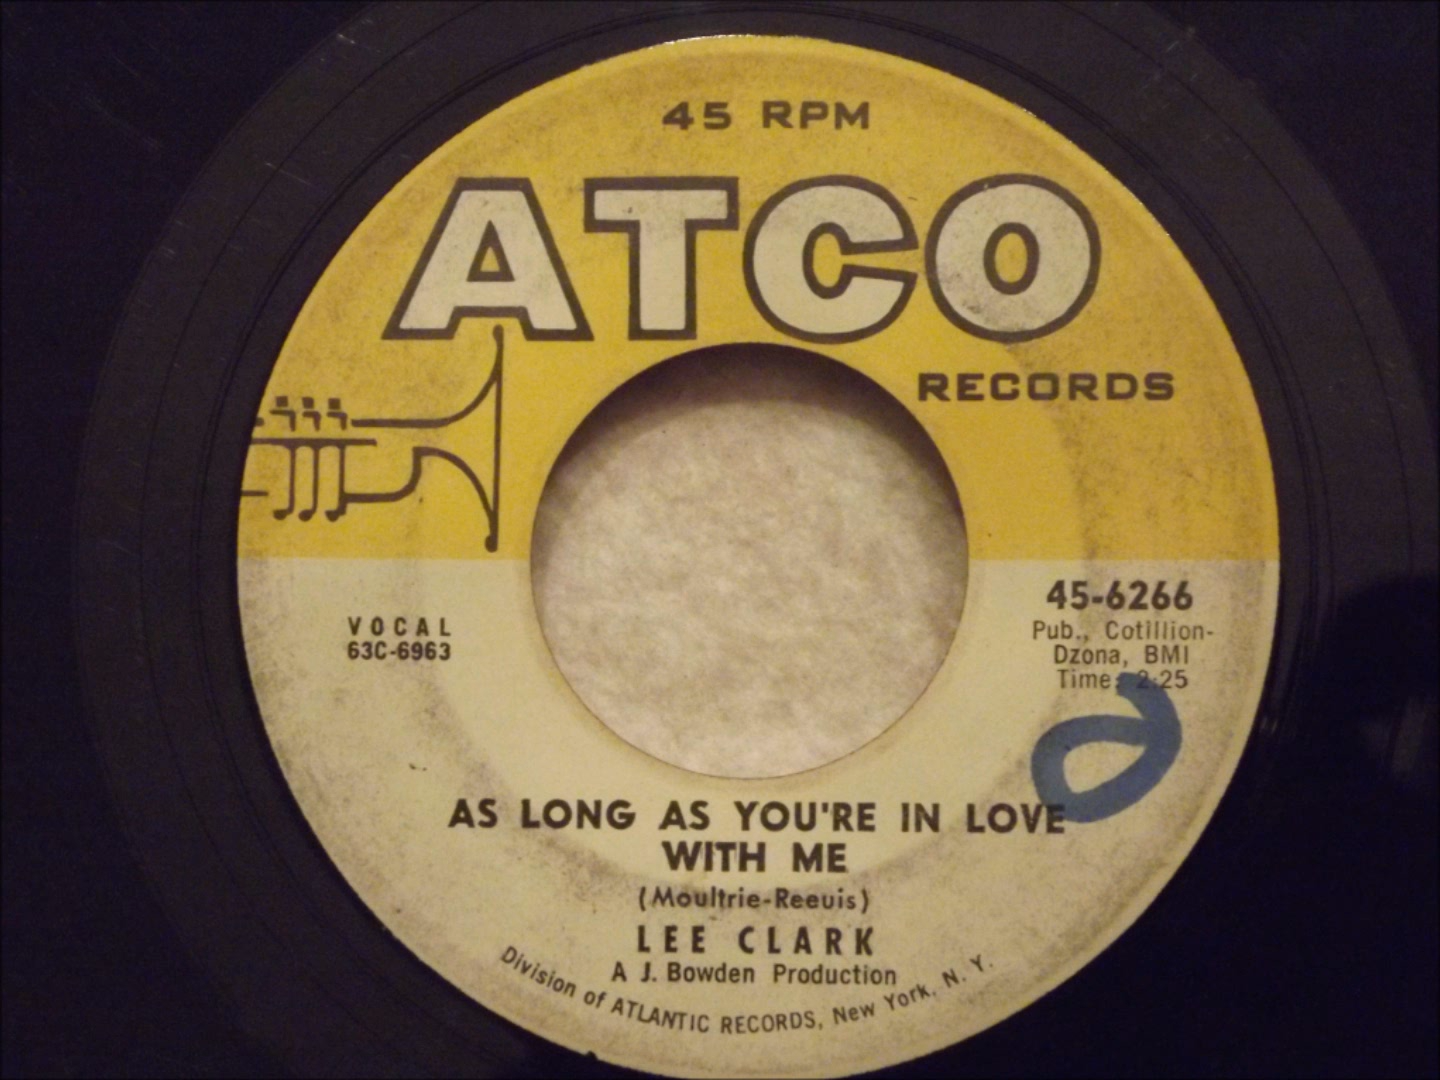 45 RPM
ATCO
RECORDS
VOCAL
63C-6963
45-6266
Pub., Cotillion-
Dzona, BMI
Time: 2:25
AS LONG AS YOU'RE IN LOVE
WITH ME
(Moultrie-Reeuis)
LEE CLARK
A J. Bowden Production
Division of ATLANTIC RECORDS, New York, N. Y.